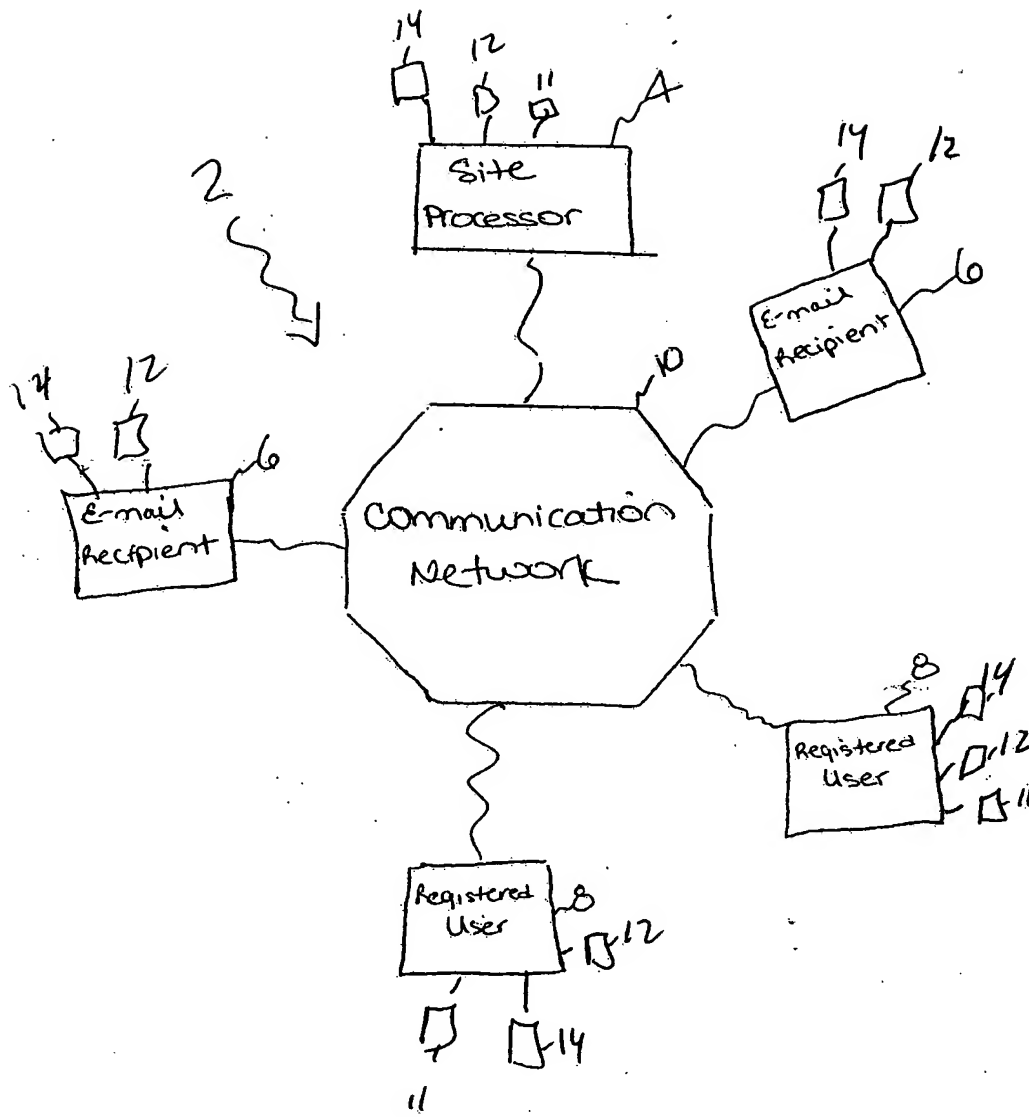 14 12 11 4
Site
Processor
2
14 12
E-mail
Recipient
6
10
14 12
E-mail
Recipient
6
Communication
Network
8
14
Registered
User
12
11
Registered
User
8
12
11
14